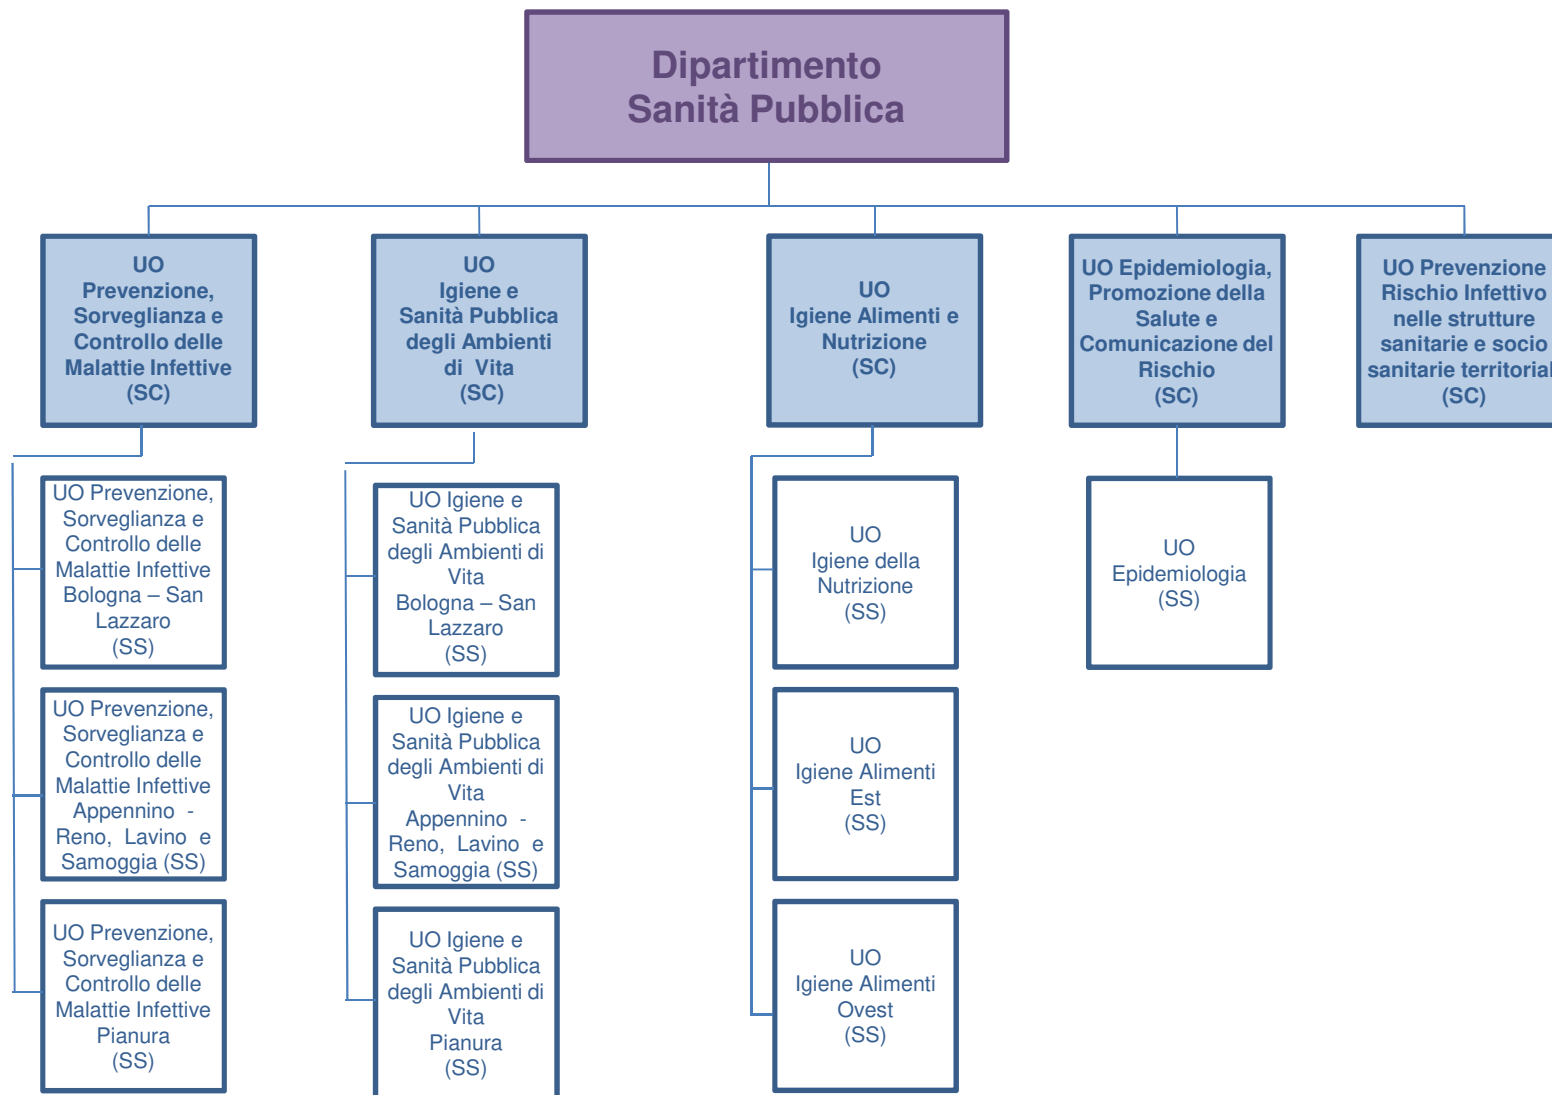 Dipartimento
Sanità Pubblica
UO
Prevenzione,
Sorveglianza e
Controllo delle
Malattie Infettive
(SC)
UO
Igiene e
Sanità Pubblica
degli Ambienti
di Vita
(SC)
UO
Igiene Alimenti e
Nutrizione
(SC)
UO Epidemiologia,
Promozione della
Salute e
Comunicazione del
Rischio
(SC)
UO Prevenzione
Rischio Infettivo
nelle strutture
sanitarie e socio
sanitarie territorial
(SC)
UO Prevenzione,
Sorveglianza e
Controllo delle
Malattie Infettive
Bologna – San
Lazzaro
(SS)
UO Prevenzione,
Sorveglianza e
Controllo delle
Malattie Infettive
Appennino -
Reno, Lavino e
Samoggia (SS)
UO Prevenzione,
Sorveglianza e
Controllo delle
Malattie Infettive
Pianura
(SS)
UO Igiene e
Sanità Pubblica
degli Ambienti di
Vita
Bologna – San
Lazzaro
(SS)
UO Igiene e
Sanità Pubblica
degli Ambienti di
Vita
Appennino -
Reno, Lavino e
Samoggia (SS)
UO Igiene e
Sanità Pubblica
degli Ambienti di
Vita
Pianura
(SS)
UO
Igiene della
Nutrizione
(SS)
UO
Igiene Alimenti
Est
(SS)
UO
Igiene Alimenti
Ovest
(SS)
UO
Epidemiologia
(SS)